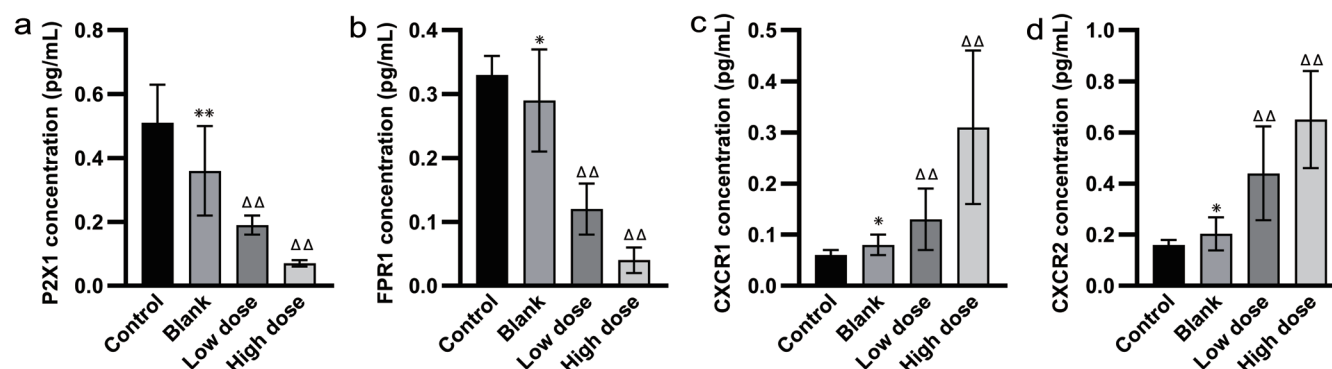 a
P2X1 concentration (pg/mL)
0.8
0.6
0.4
0.2
0.0
**
ΔΔ
ΔΔ
Control
Blank
Low dose
High dose
b
FPR1 concentration (pg/mL)
0.4
0.3
0.2
0.1
0.0
*
ΔΔ
ΔΔ
Control
Blank
Low dose
High dose
c
CXCR1 concentration (pg/mL)
0.5
0.4
0.3
0.2
0.1
0.0
*
ΔΔ
ΔΔ
Control
Blank
Low dose
High dose
d
CXCR2 concentration (pg/mL)
1.0
0.8
0.6
0.4
0.2
0.0
*
ΔΔ
ΔΔ
Control
Blank
Low dose
High dose